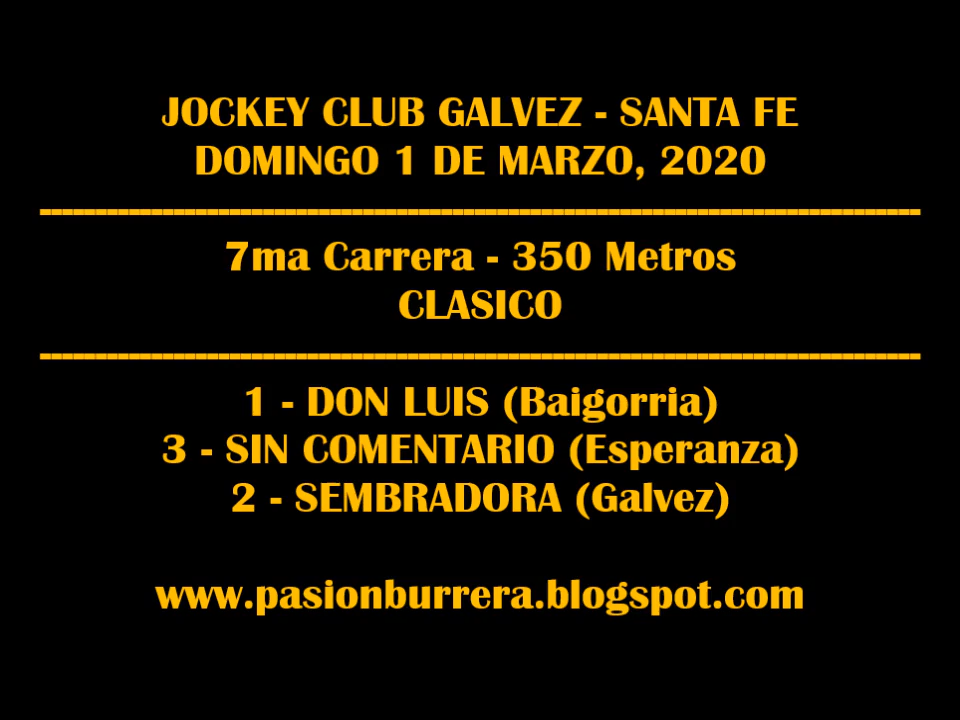 JOCKEY CLUB GALVEZ - SANTA FE
DOMINGO 1 DE MARZO, 2020
--------------------------------------------------------------------------------
7ma Carrera - 350 Metros
CLASICO
--------------------------------------------------------------------------------
1 - DON LUIS (Baigorria)
3 - SIN COMENTARIO (Esperanza)
2 - SEMBRADORA (Galvez)
www.pasionburrera.blogspot.com